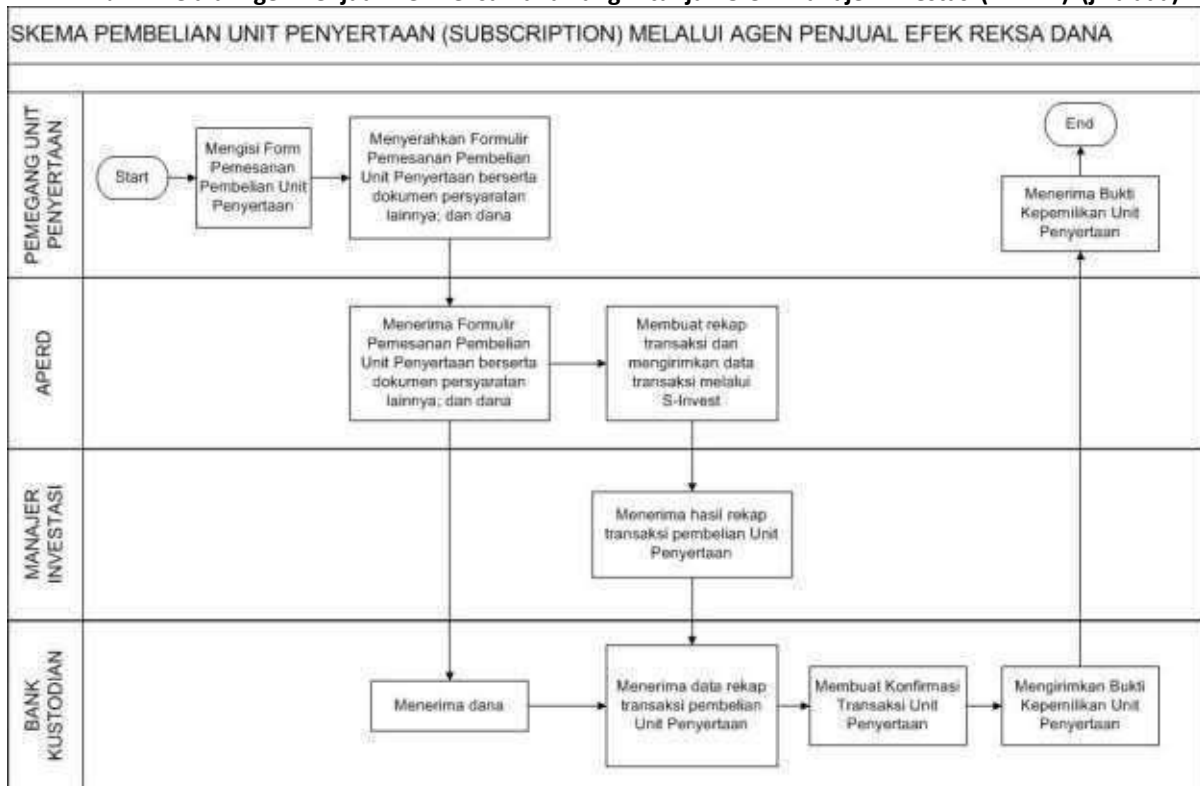 SKEMA PEMBELIAN UNIT PENYERTAAN (SUBSCRIPTION) MELALUI AGEN PENJUAL EFEK REKSA DANA
PEMEGANG UNIT
PENYERTAAN
Start
Mengisi Form
Pemesanan
Pembelian Unit
Penyertaan
Menyerahkan Formulir
Pemesanan Pembelian
Unit Penyertaan berserta
dokumen persyaratan
lainnya; dan dana
End
Menerima Bukti
Kepemilikan Unit
Penyertaan
APERD
Menerima Formulir
Pemesanan Pembelian
Unit Penyertaan berserta
dokumen persyaratan
lainnya; dan dana
Membuat rekap
transaksi dan
mengirimkan data
transaksi melalui
S-Invest
MANAJER
INVESTASI
Menerima hasil rekap
transaksi pembelian Unit
Penyertaan
BANK
KUSTODIAN
Menerima dana
Menerima data rekap
transaksi pembelian
Unit Penyertaan
Membuat Konfirmasi
Transaksi Unit
Penyertaan
Mengirimkan Bukti
Kepemilikan Unit
Penyertaan